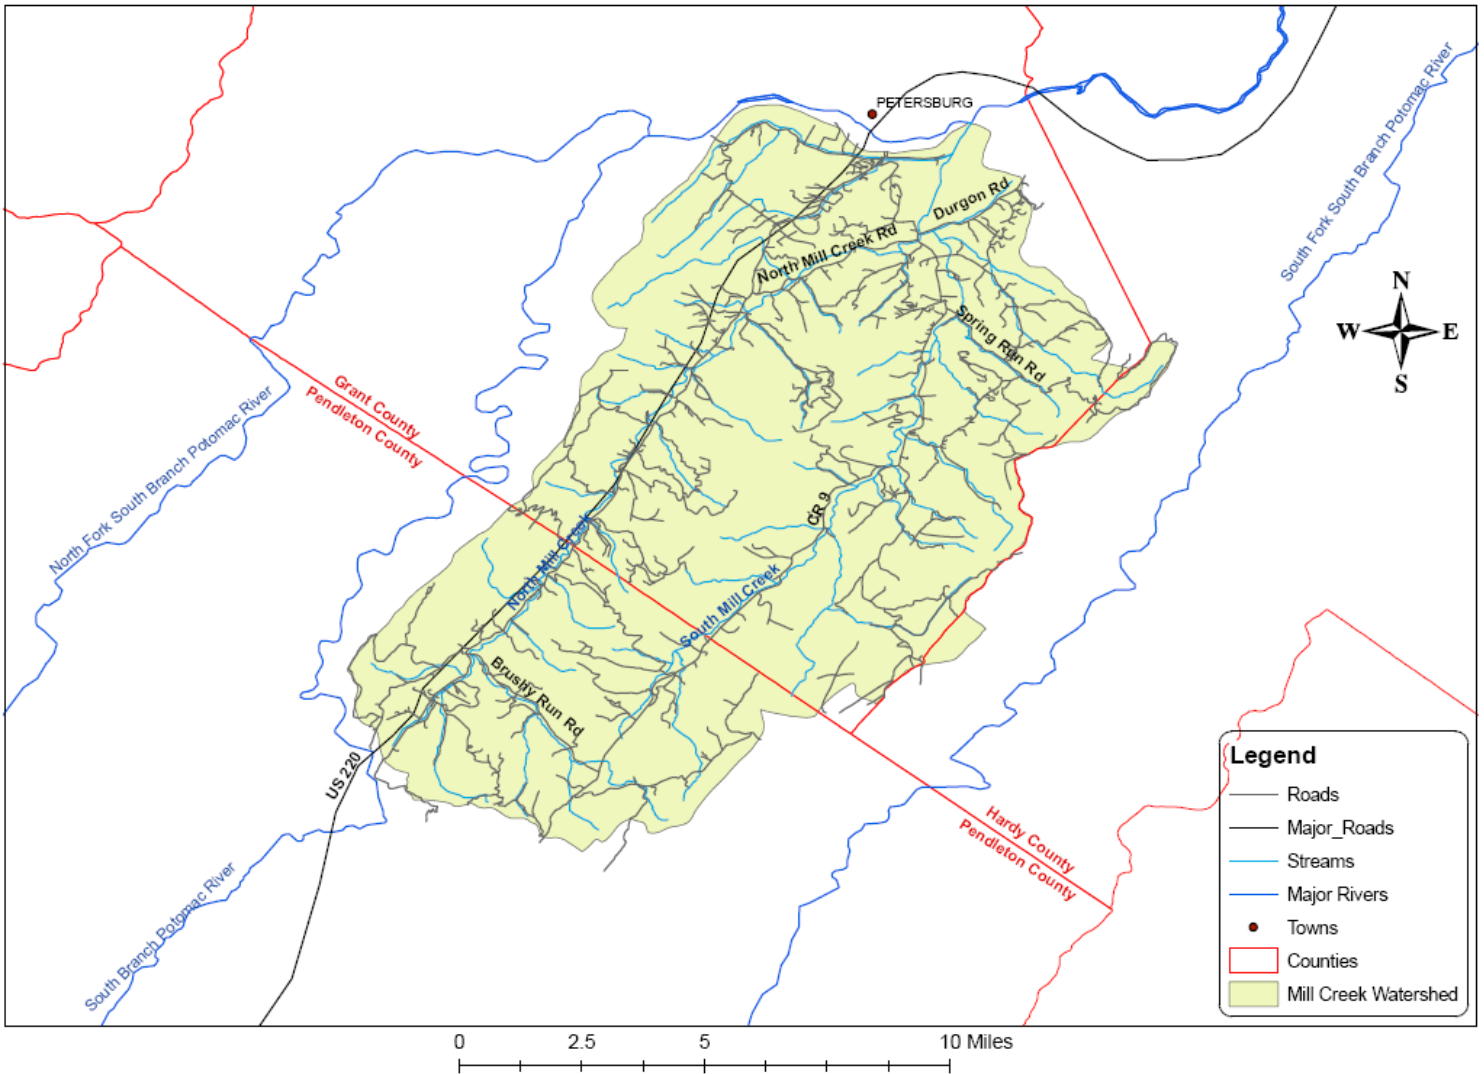 PETERSBURG
South Fork South Branch Potomac River
Durgon Rd
North Mill Creek Rd
N
W E
S
Spring Run Rd
Grant County
Pendleton County
North Fork South Branch Potomac River
CR 9
North Mill Creek
South Mill Creek
Brushy Run Rd
US 220
South Branch Potomac River
Hardy County
Pendleton County
Legend
Roads
Major_Roads
Streams
Major Rivers
Towns
Counties
Mill Creek Watershed
0 2.5 5 10 Miles